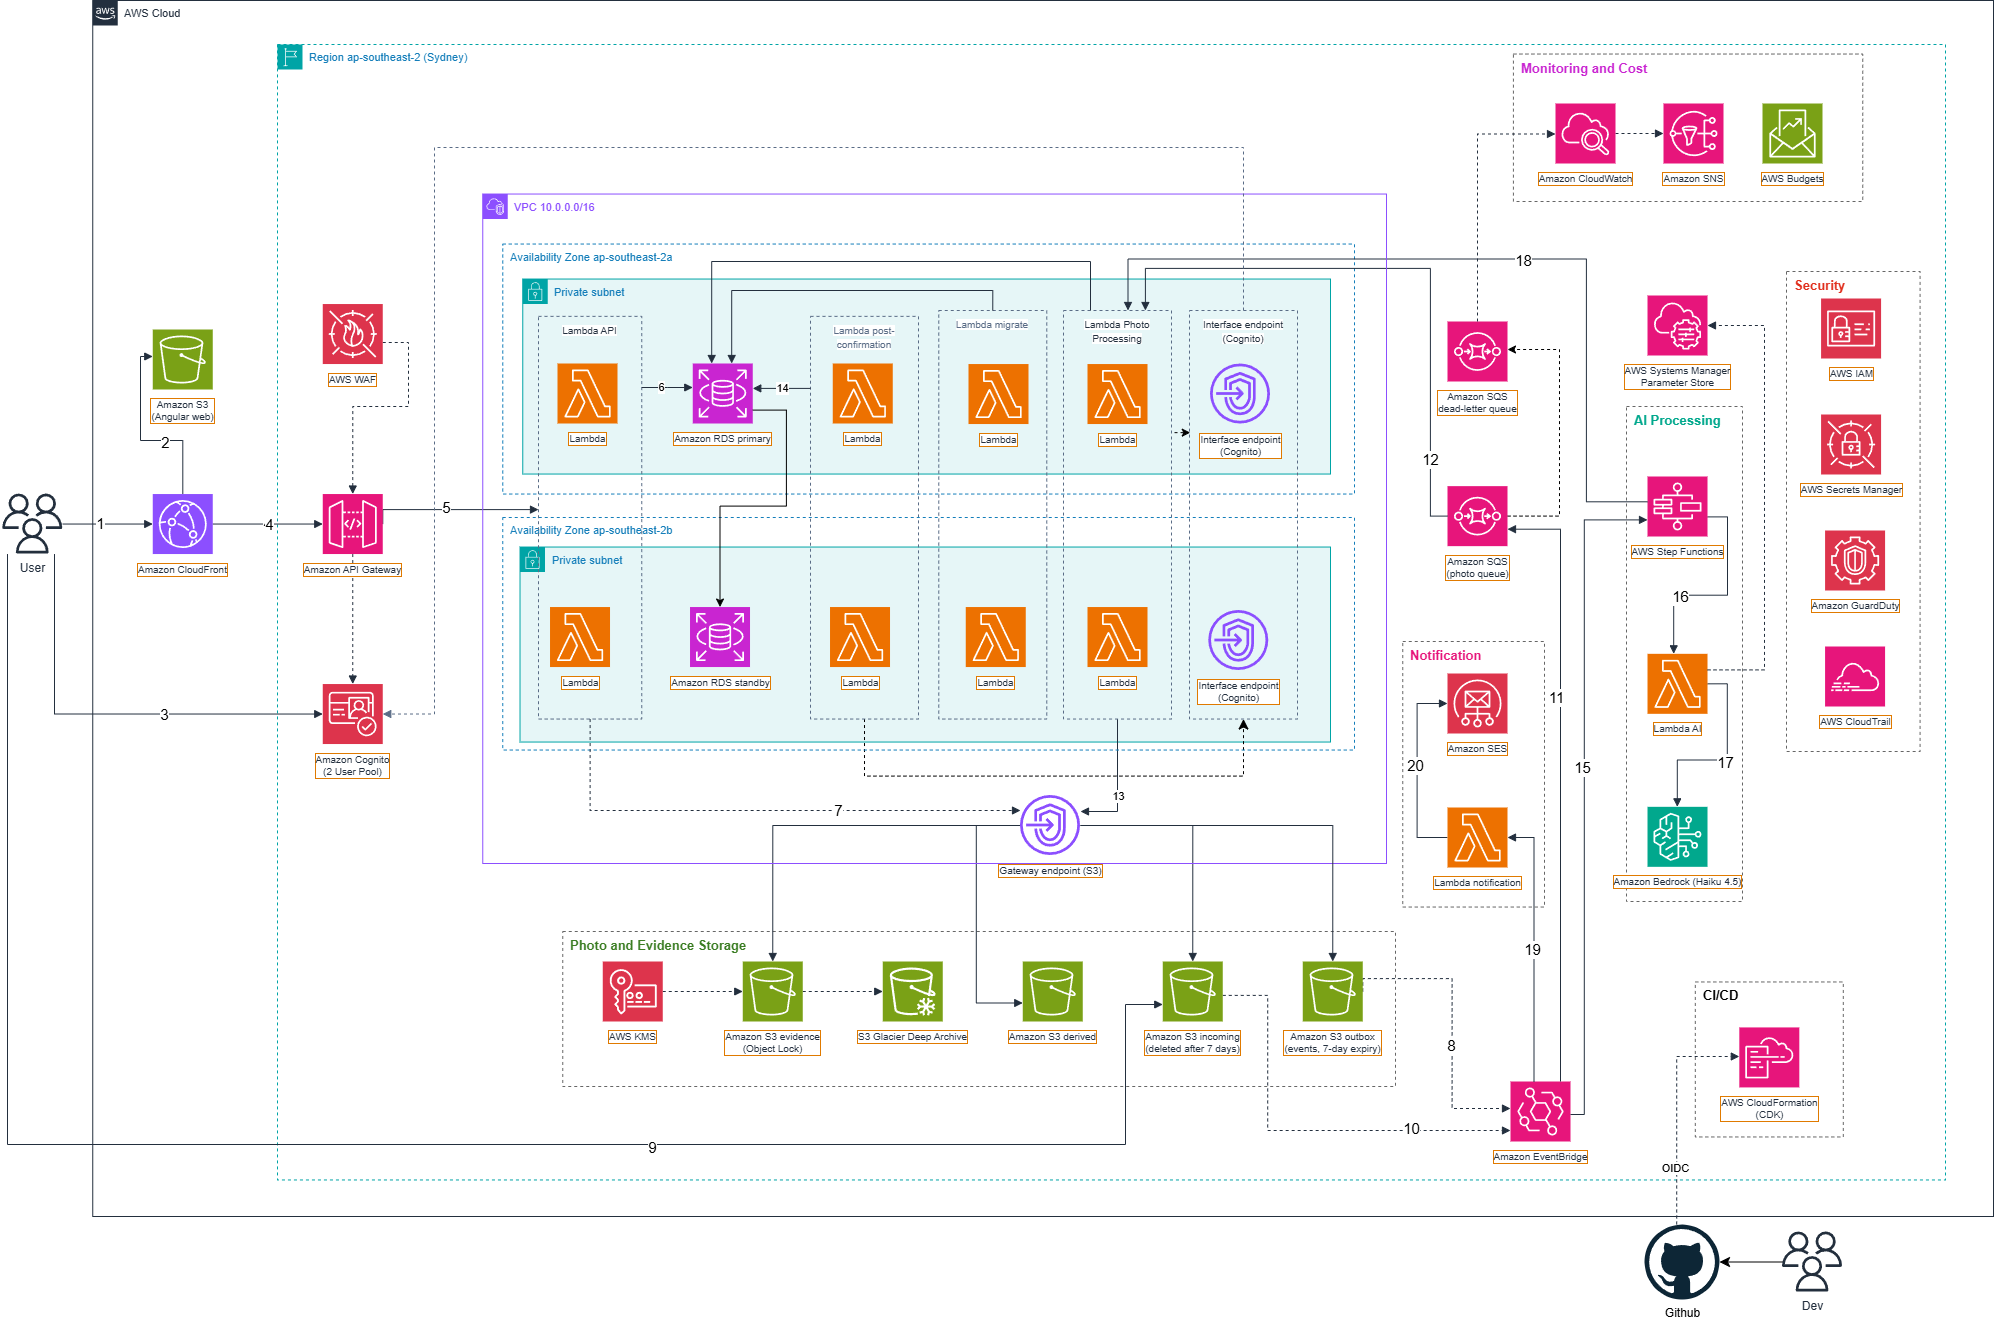 aws
AWS Cloud
Region ap-southeast-2 (Sydney)
Monitoring and Cost
Amazon CloudWatch
Amazon SNS
AWS Budgets
VPC 10.0.0.0/16
Availability Zone ap-southeast-2a
Private subnet
Lambda API
Lambda post-
confirmation
Lambda migrate
Lambda Photo
Processing
Interface endpoint
(Cognito)
6
14
Lambda
Amazon RDS primary
Lambda
Lambda
Lambda
Interface endpoint
(Cognito)
18
12
Amazon SQS
dead-letter queue
Amazon SQS
(photo queue)
AWS Systems Manager
Parameter Store
Security
AWS IAM
AWS Secrets Manager
Amazon GuardDuty
AWS CloudTrail
AI Processing
AWS Step Functions
16
Lambda AI
17
Amazon Bedrock (Haiku 4.5)
AWS WAF
Amazon S3
(Angular web)
2
User
1
Amazon CloudFront
4
Amazon API Gateway
5
3
Amazon Cognito
(2 User Pool)
Availability Zone ap-southeast-2b
Private subnet
Lambda
Amazon RDS standby
Lambda
Lambda
Lambda
Interface endpoint
(Cognito)
7
13
Gateway endpoint (S3)
Notification
Amazon SES
20
Lambda notification
11
15
19
Photo and Evidence Storage
AWS KMS
Amazon S3 evidence
(Object Lock)
S3 Glacier Deep Archive
Amazon S3 derived
Amazon S3 incoming
(deleted after 7 days)
Amazon S3 outbox
(events, 7-day expiry)
8
10
9
Amazon EventBridge
CI/CD
AWS CloudFormation
(CDK)
OIDC
Github
Dev